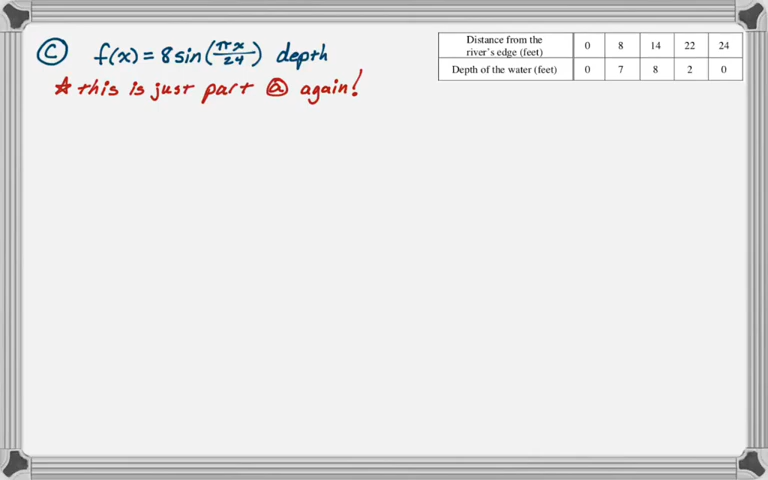 Ⓒ f(x) = 8 sin(πx/24) depth
☆ this is just part ⓐ again!
Distance from the river's edge (feet) 0 8 14 22 24
Depth of the water (feet) 0 7 8 2 0